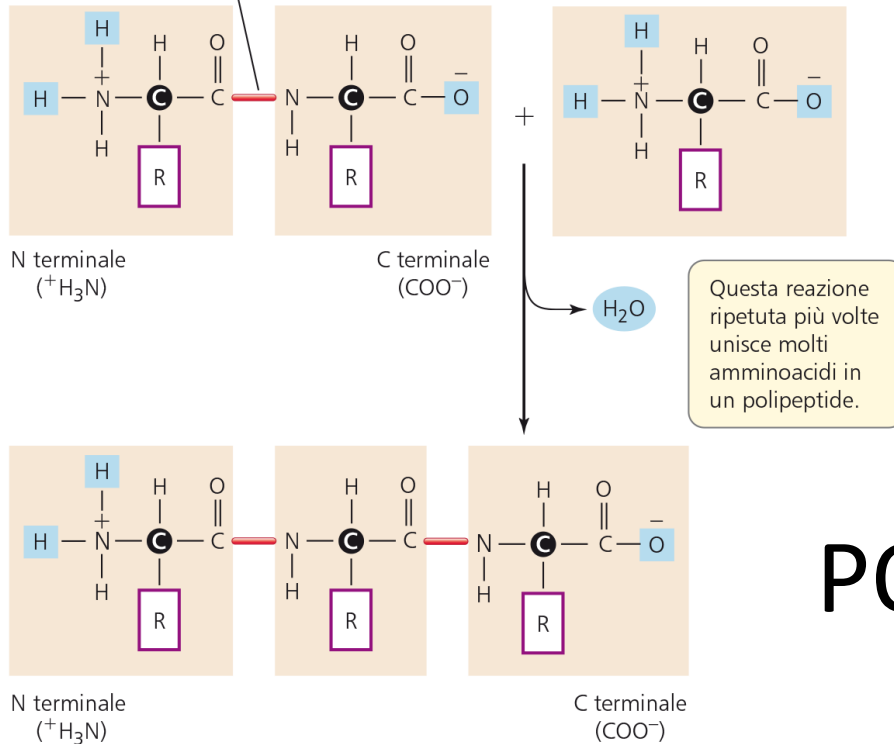 H
H O H O
H — N + — C — C — N — C — C — O −
H R H R
+
H
H O
H — N + — C — C — O −
H R
N terminale
(⁺H₃N)
C terminale
(COO⁻)
H₂O
Questa reazione
ripetuta più volte
unisce molti
amminoacidi in
un polipeptide.
H
H O H O H O
H — N + — C — C — N — C — C — N — C — C — O −
H R H R H R
N terminale
(⁺H₃N)
C terminale
(COO⁻)